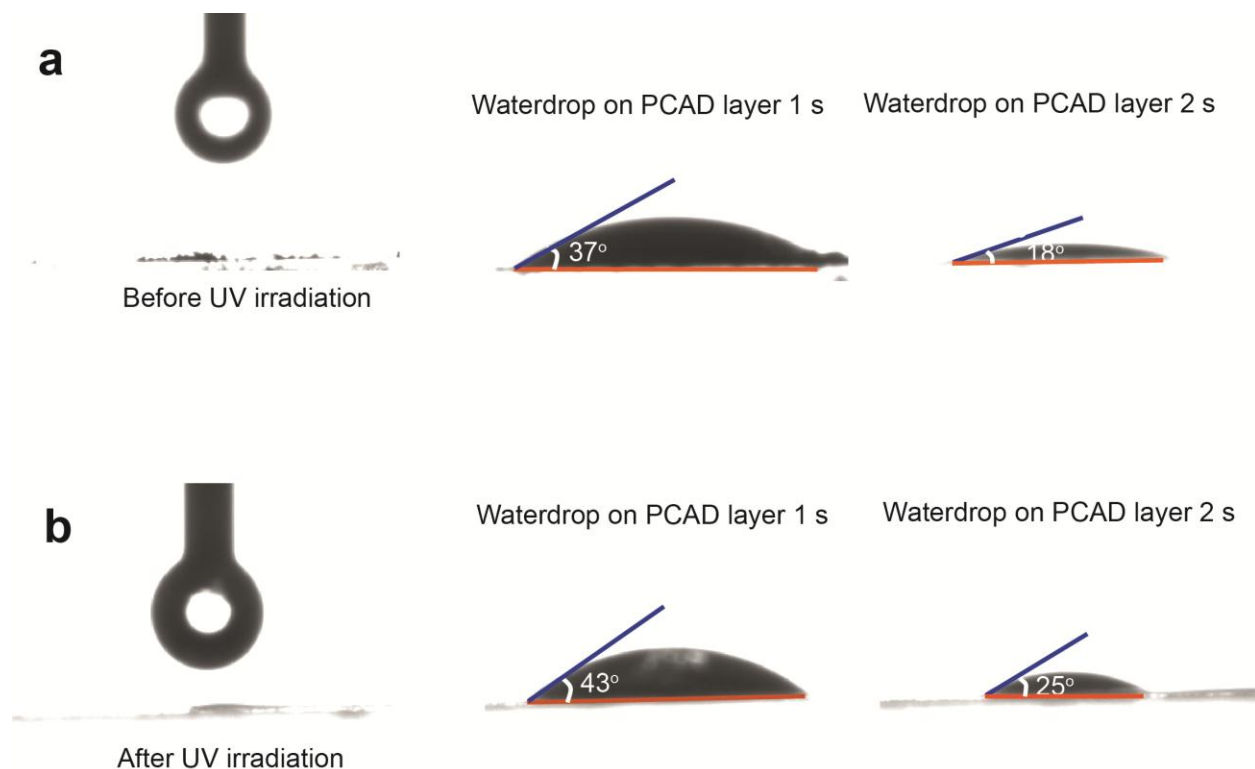 a
Waterdrop on PCAD layer 1 s
Waterdrop on PCAD layer 2 s
37°
18°
Before UV irradiation
b
Waterdrop on PCAD layer 1 s
Waterdrop on PCAD layer 2 s
43°
25°
After UV irradiation